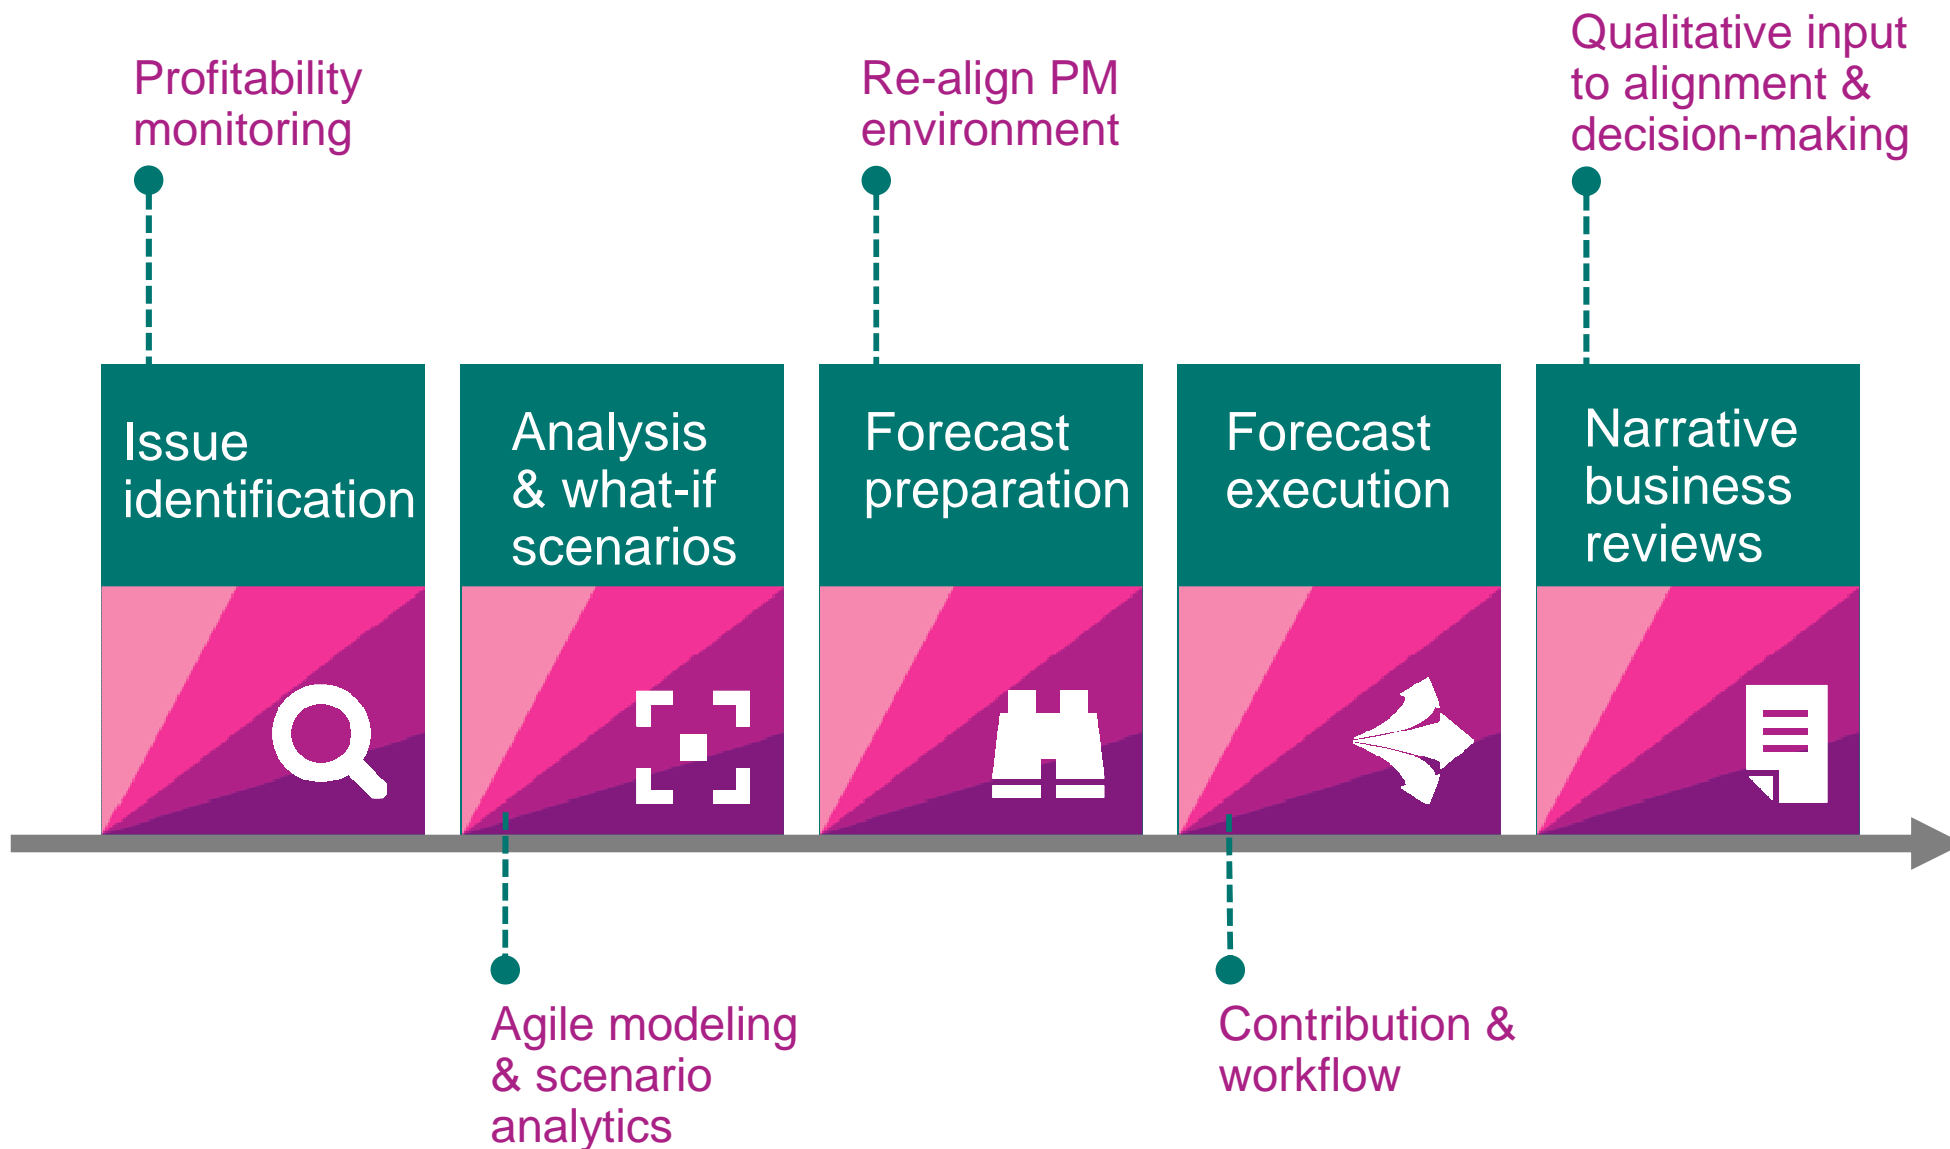 Profitability
monitoring
Re-align PM
environment
Qualitative input
to alignment &
decision-making
Issue
identification
Analysis
& what-if
scenarios
Forecast
preparation
Forecast
execution
Narrative
business
reviews
Agile modeling
& scenario
analytics
Contribution &
workflow